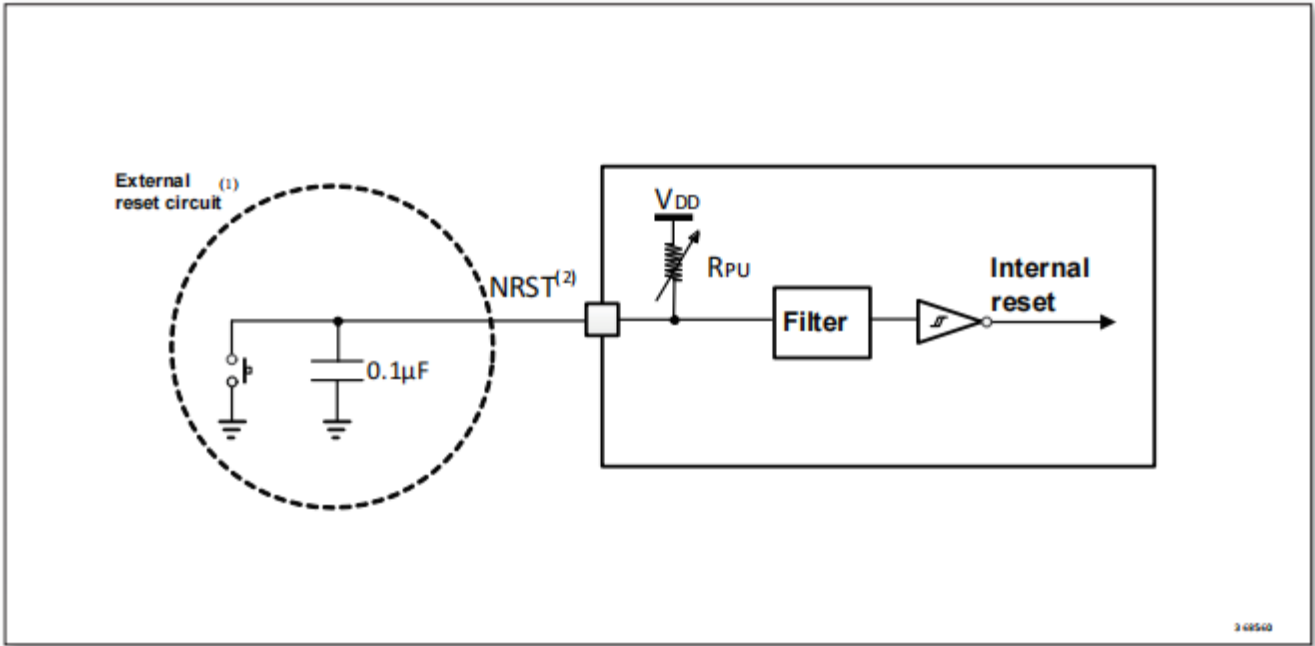 External (1)
reset circuit
NRST(2)
0.1μF
VDD
RPU
Filter
Internal
reset